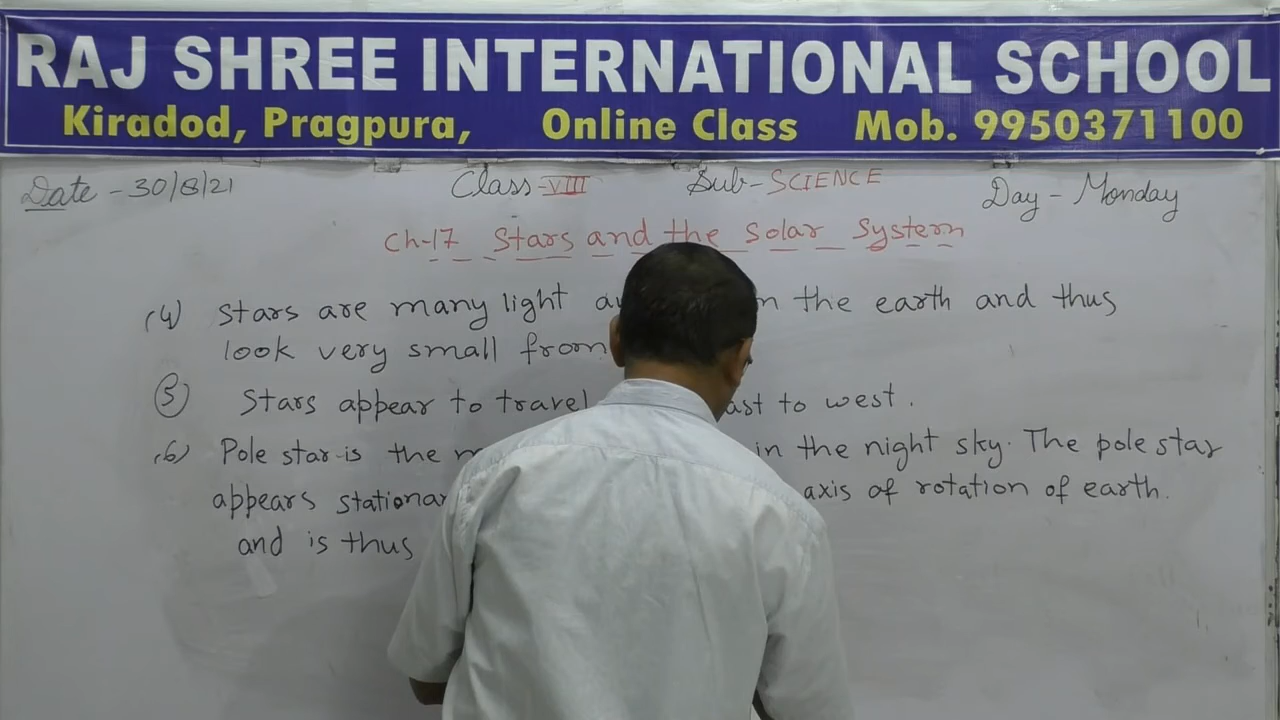 RAJ SHREE INTERNATIONAL SCHOOL
Kiradod, Pragpura, Online Class Mob. 9950371100
Date - 30/8/21 Class-VIII Sub-SCIENCE Day - Monday
Ch-17 Stars and the Solar System
(4) Stars are many light the earth and thus
look very small from
(5) Stars appear to travel to west.
(6) Pole star is the in the night sky. The pole star
appears axis of rotation of earth.
and is thus